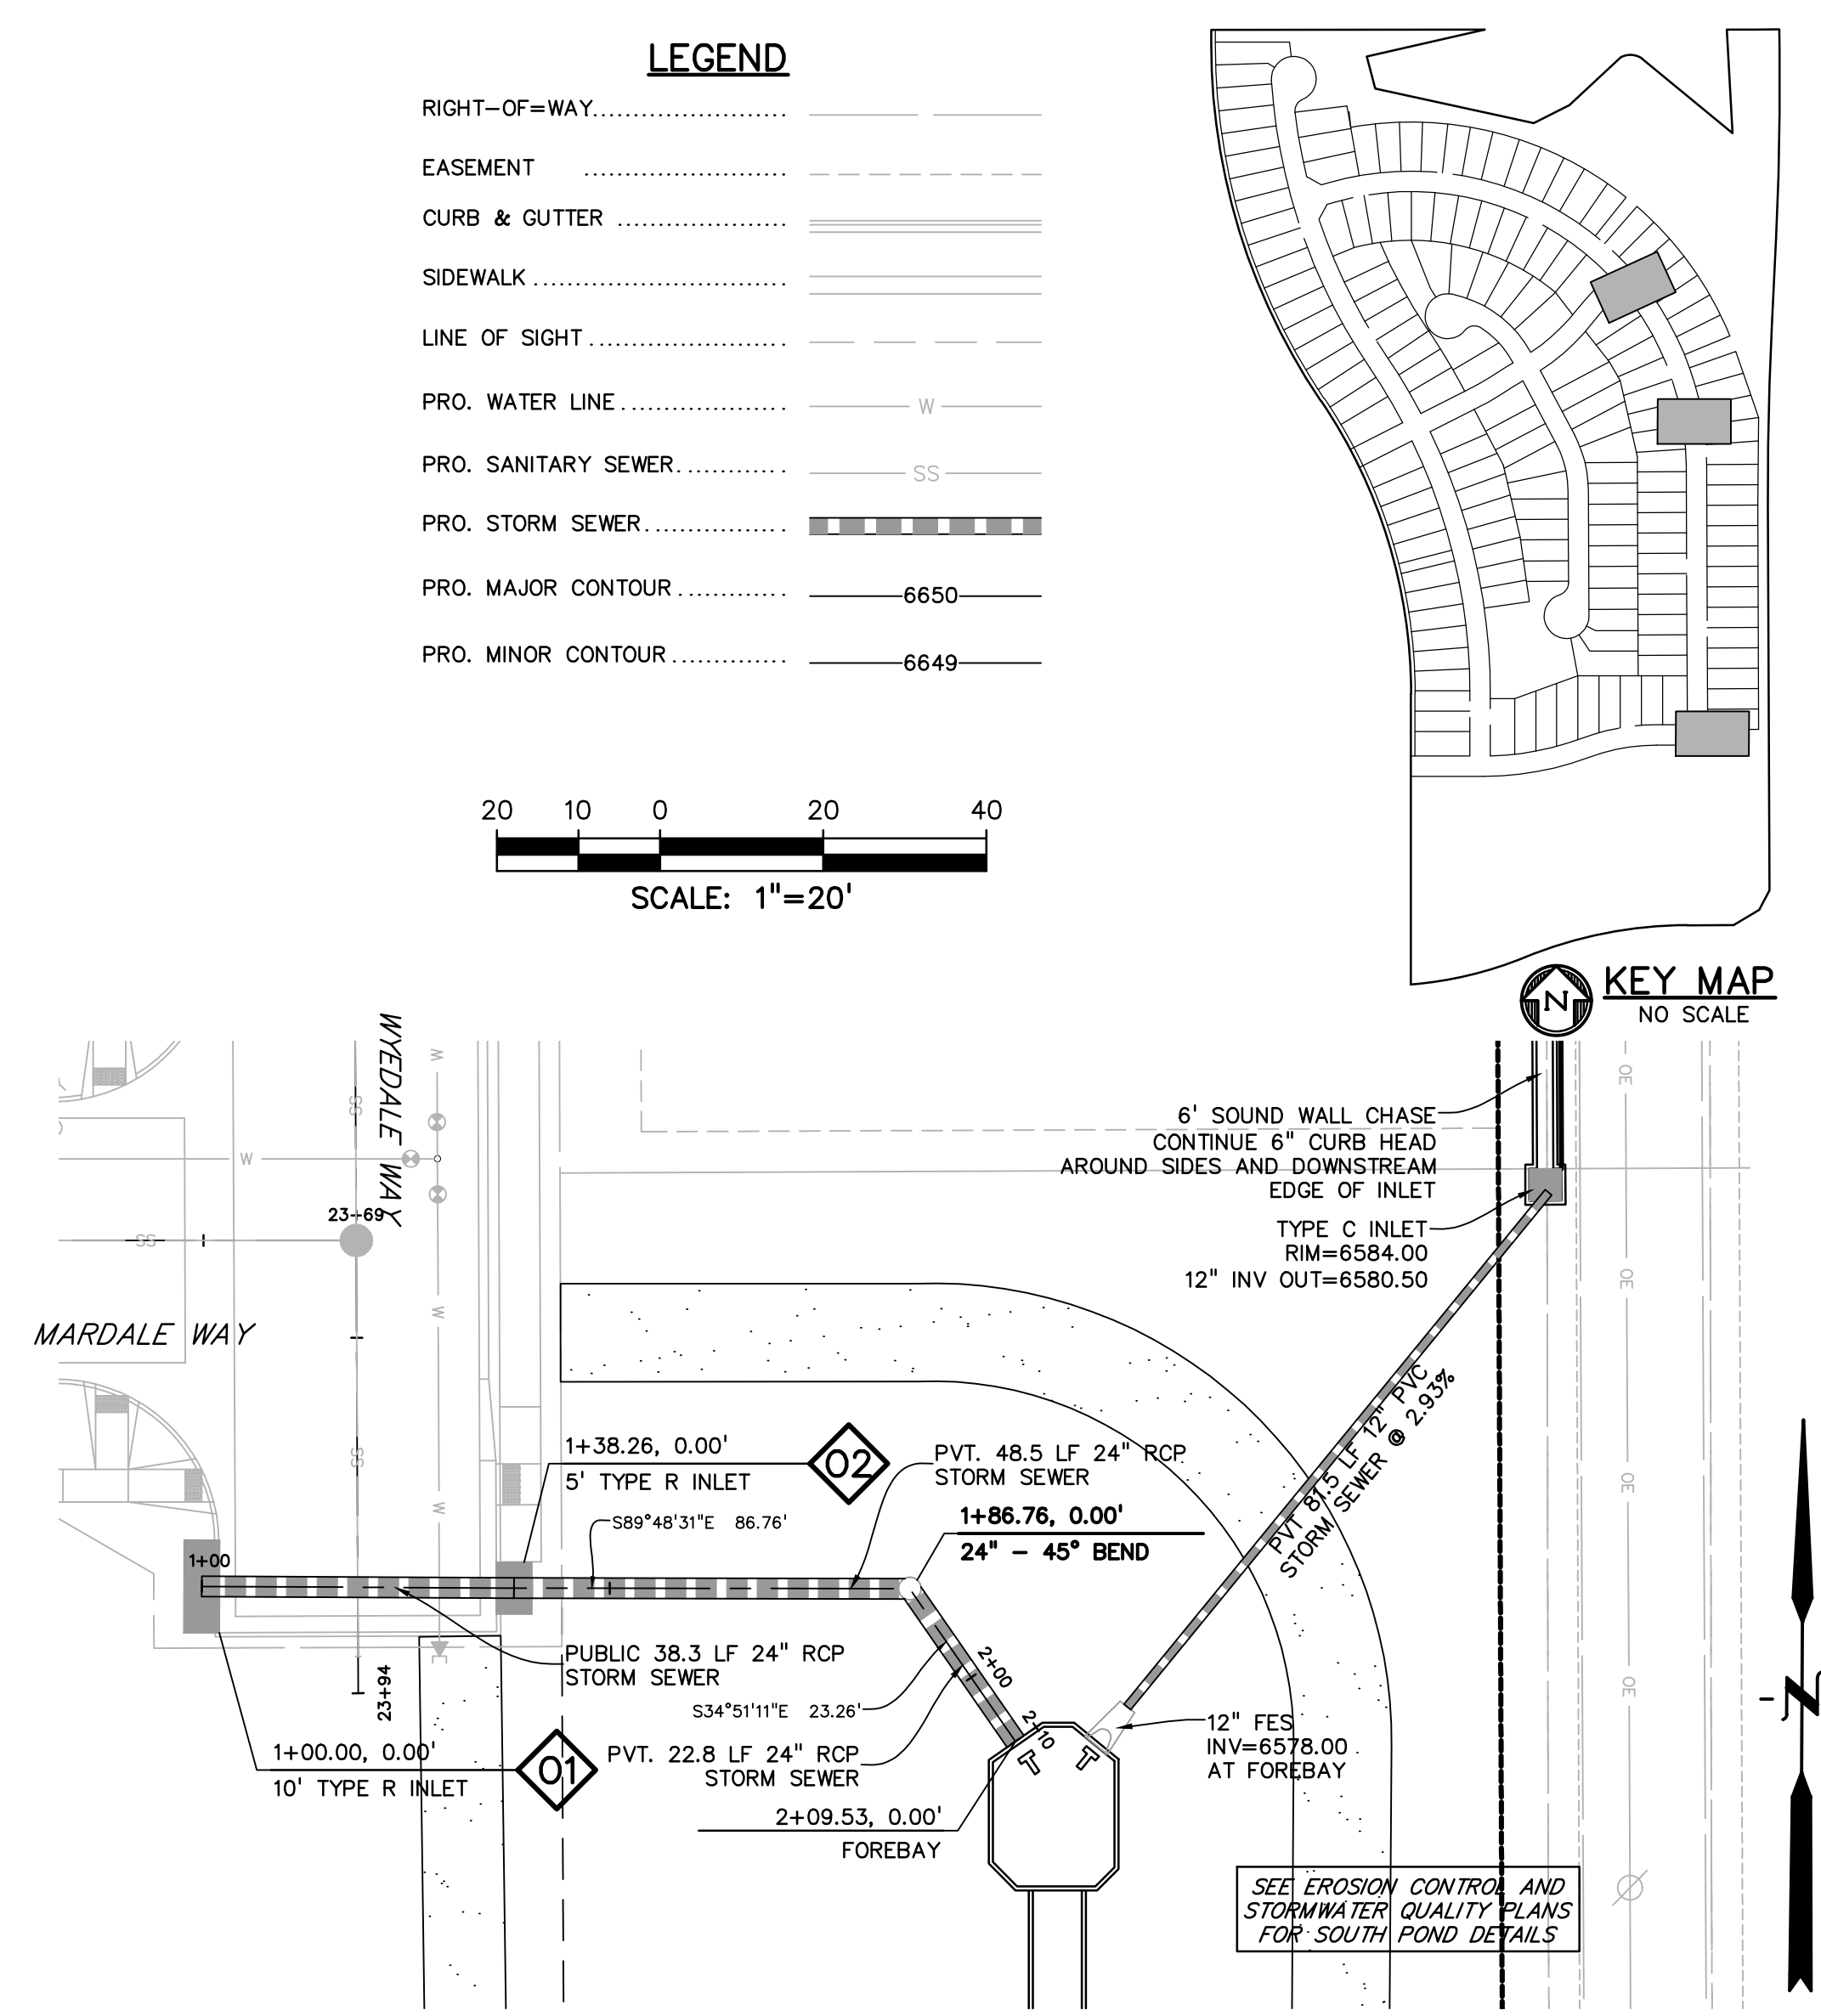 LEGEND
RIGHT-OF=WAY
EASEMENT
CURB & GUTTER
SIDEWALK
LINE OF SIGHT
PRO. WATER LINE
W
PRO. SANITARY SEWER
SS
PRO. STORM SEWER
PRO. MAJOR CONTOUR
6650
PRO. MINOR CONTOUR
6649
20 10 0 20 40
SCALE: 1"=20'
N
KEY MAP
NO SCALE
WYEDALE WAY
W
SS
W
23+69
SS
W
MARDALE WAY
SS
W
6' SOUND WALL CHASE
CONTINUE 6" CURB HEAD
AROUND SIDES AND DOWNSTREAM
EDGE OF INLET
TYPE C INLET
RIM=6584.00
12" INV OUT=6580.50
OE
OE
OE
OE
PVT 81.5 LF 12" PVC
STORM SEWER @ 2.93%
1+38.26, 0.00'
5' TYPE R INLET
02
PVT. 48.5 LF 24" RCP
STORM SEWER
S89°48'31"E 86.76'
1+86.76, 0.00'
24" - 45° BEND
1+00
PUBLIC 38.3 LF 24" RCP
STORM SEWER
2+00
S34°51'11"E 23.26'
23+94
2+10
12" FES
INV=6578.00
AT FOREBAY
1+00.00, 0.00'
10' TYPE R INLET
01
PVT. 22.8 LF 24" RCP
STORM SEWER
2+09.53, 0.00'
FOREBAY
SEE EROSION CONTROL AND
STORMWATER QUALITY PLANS
FOR SOUTH POND DETAILS
N